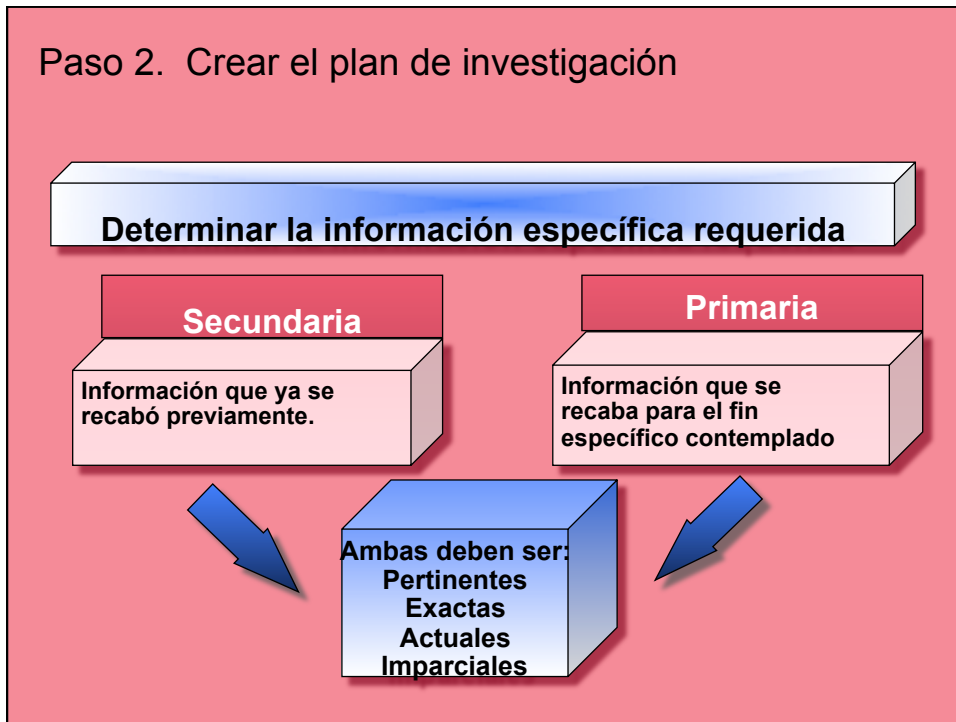 Paso 2. Crear el plan de investigación
Determinar la información específica requerida
Secundaria
Información que ya se
recabó previamente.
Primaria
Información que se
recaba para el fin
específico contemplado
Ambas deben ser:
Pertinentes
Exactas
Actuales
Imparciales